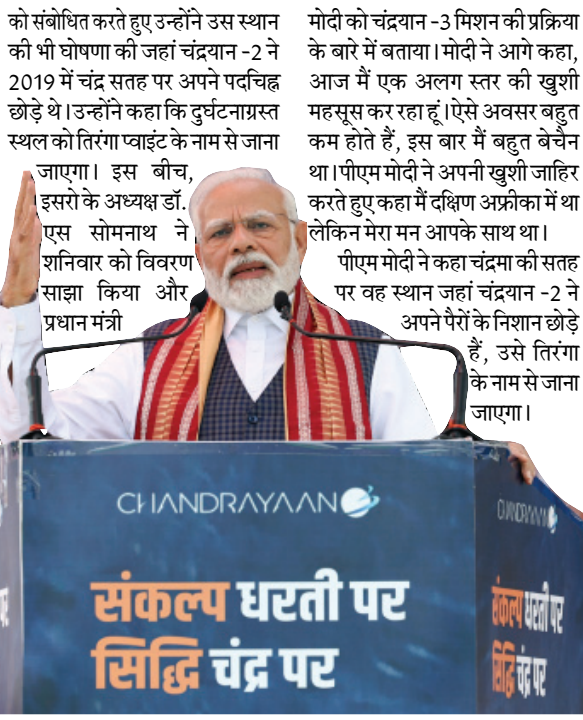 को संबोधित करते हुए उन्होंने उस स्थान
की भी घोषणा की जहां चंद्रयान -2 ने
2019 में चंद्र सतह पर अपने पदचिह्न
छोड़े थे। उन्होंने कहा कि दुर्घटनाग्रस्त
स्थल को तिरंगा प्वाइंट के नाम से जाना
जाएगा। इस बीच,
इसरो के अध्यक्ष डॉ.
एस सोमनाथ ने
शनिवार को विवरण
साझा किया और
प्रधान मंत्री
मोदी को चंद्रयान -3 मिशन की प्रक्रिया
के बारे में बताया। मोदी ने आगे कहा,
आज मैं एक अलग स्तर की खुशी
महसूस कर रहा हूं। ऐसे अवसर बहुत
कम होते हैं, इस बार मैं बहुत बेचैन
था। पीएम मोदी ने अपनी खुशी जाहिर
करते हुए कहा मैं दक्षिण अफ्रीका में था
लेकिन मेरा मन आपके साथ था।
पीएम मोदी ने कहा चंद्रमा की सतह
पर वह स्थान जहां चंद्रयान -2 ने
अपने पैरों के निशान छोड़े
हैं, उसे तिरंगा
के नाम से जाना
जाएगा।
CHANDRAYAAN
संकल्प धरती पर
सिद्धि चंद्र पर
CHANDRAYAAN
संकल्प धरती पर
सिद्धि चंद्र पर
पर